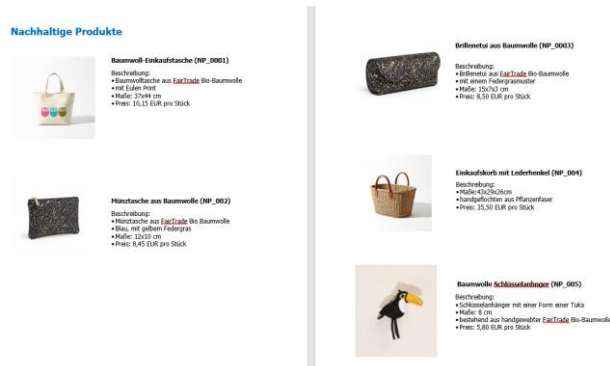 Nachhaltige Produkte
Baumwoll-Einkaufstasche (NP_0001)
Beschreibung:
• Baumwolltasche aus FairTrade Bio-Baumwolle
• mit Eulen Print
• Maße: 37x44 cm
• Preis: 10,15 EUR pro Stück
Münztasche aus Baumwolle (NP_002)
Beschreibung:
• Münztasche aus FairTrade Bio Baumwolle
• Blau, mit gelbem Federgras
• Maße: 12x10 cm
• Preis: 8,45 EUR pro Stück
Brillenetui aus Baumwolle (NP_0003)
Beschreibung:
• Brillenetui aus FairTrade Bio-Baumwolle
• mit einem Federgrasmuster
• Maße: 15x7x3 cm
• Preis: 8,50 EUR pro Stück
Einkaufskorb mit Lederhenkel (NP_004)
Beschreibung:
• Maße:43x29x26cm
• handgeflochten aus Pflanzenfaser
• Preis: 35,50 EUR pro Stück
Baumwolle Schlüsselanhnger (NP_005)
Beschreibung:
• Schlüsselanhänger mit einer Form einer Tuka
• Maße: 8 cm
• bestehend aus handgewebter FairTrade Bio-Baumwolle
• Preis: 5,80 EUR pro Stück